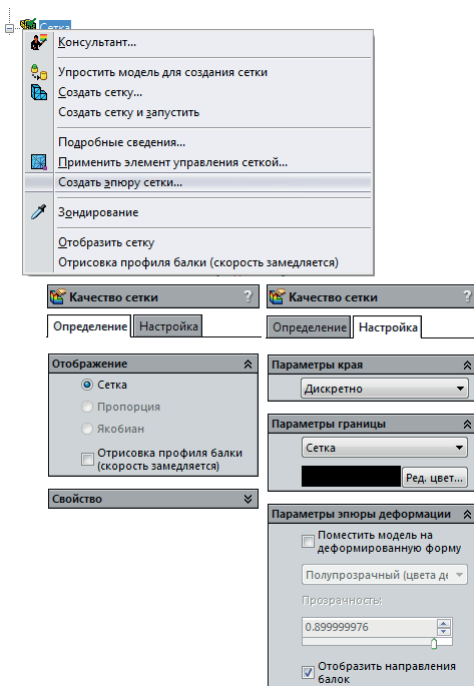 Сетка
Консультант...
Упростить модель для создания сетки
Создать сетку...
Создать сетку и запустить
Подробные сведения...
Применить элемент управления сеткой...
Создать эпюру сетки...
Зондирование
Отобразить сетку
Отрисовка профиля балки (скорость замедляется)
Качество сетки ?
Определение Настройка
Отображение
Сетка
Пропорция
Якобиан
Отрисовка профиля балки
(скорость замедляется)
Свойство
Качество сетки ?
Определение Настройка
Параметры края
Дискретно
Параметры границы
Сетка
Ред. цвет...
Параметры эпюры деформации
Поместить модель на
деформированную форму
Полупрозрачный (цвета де
Прозрачность:
0.899999976
Отобразить направления
балок